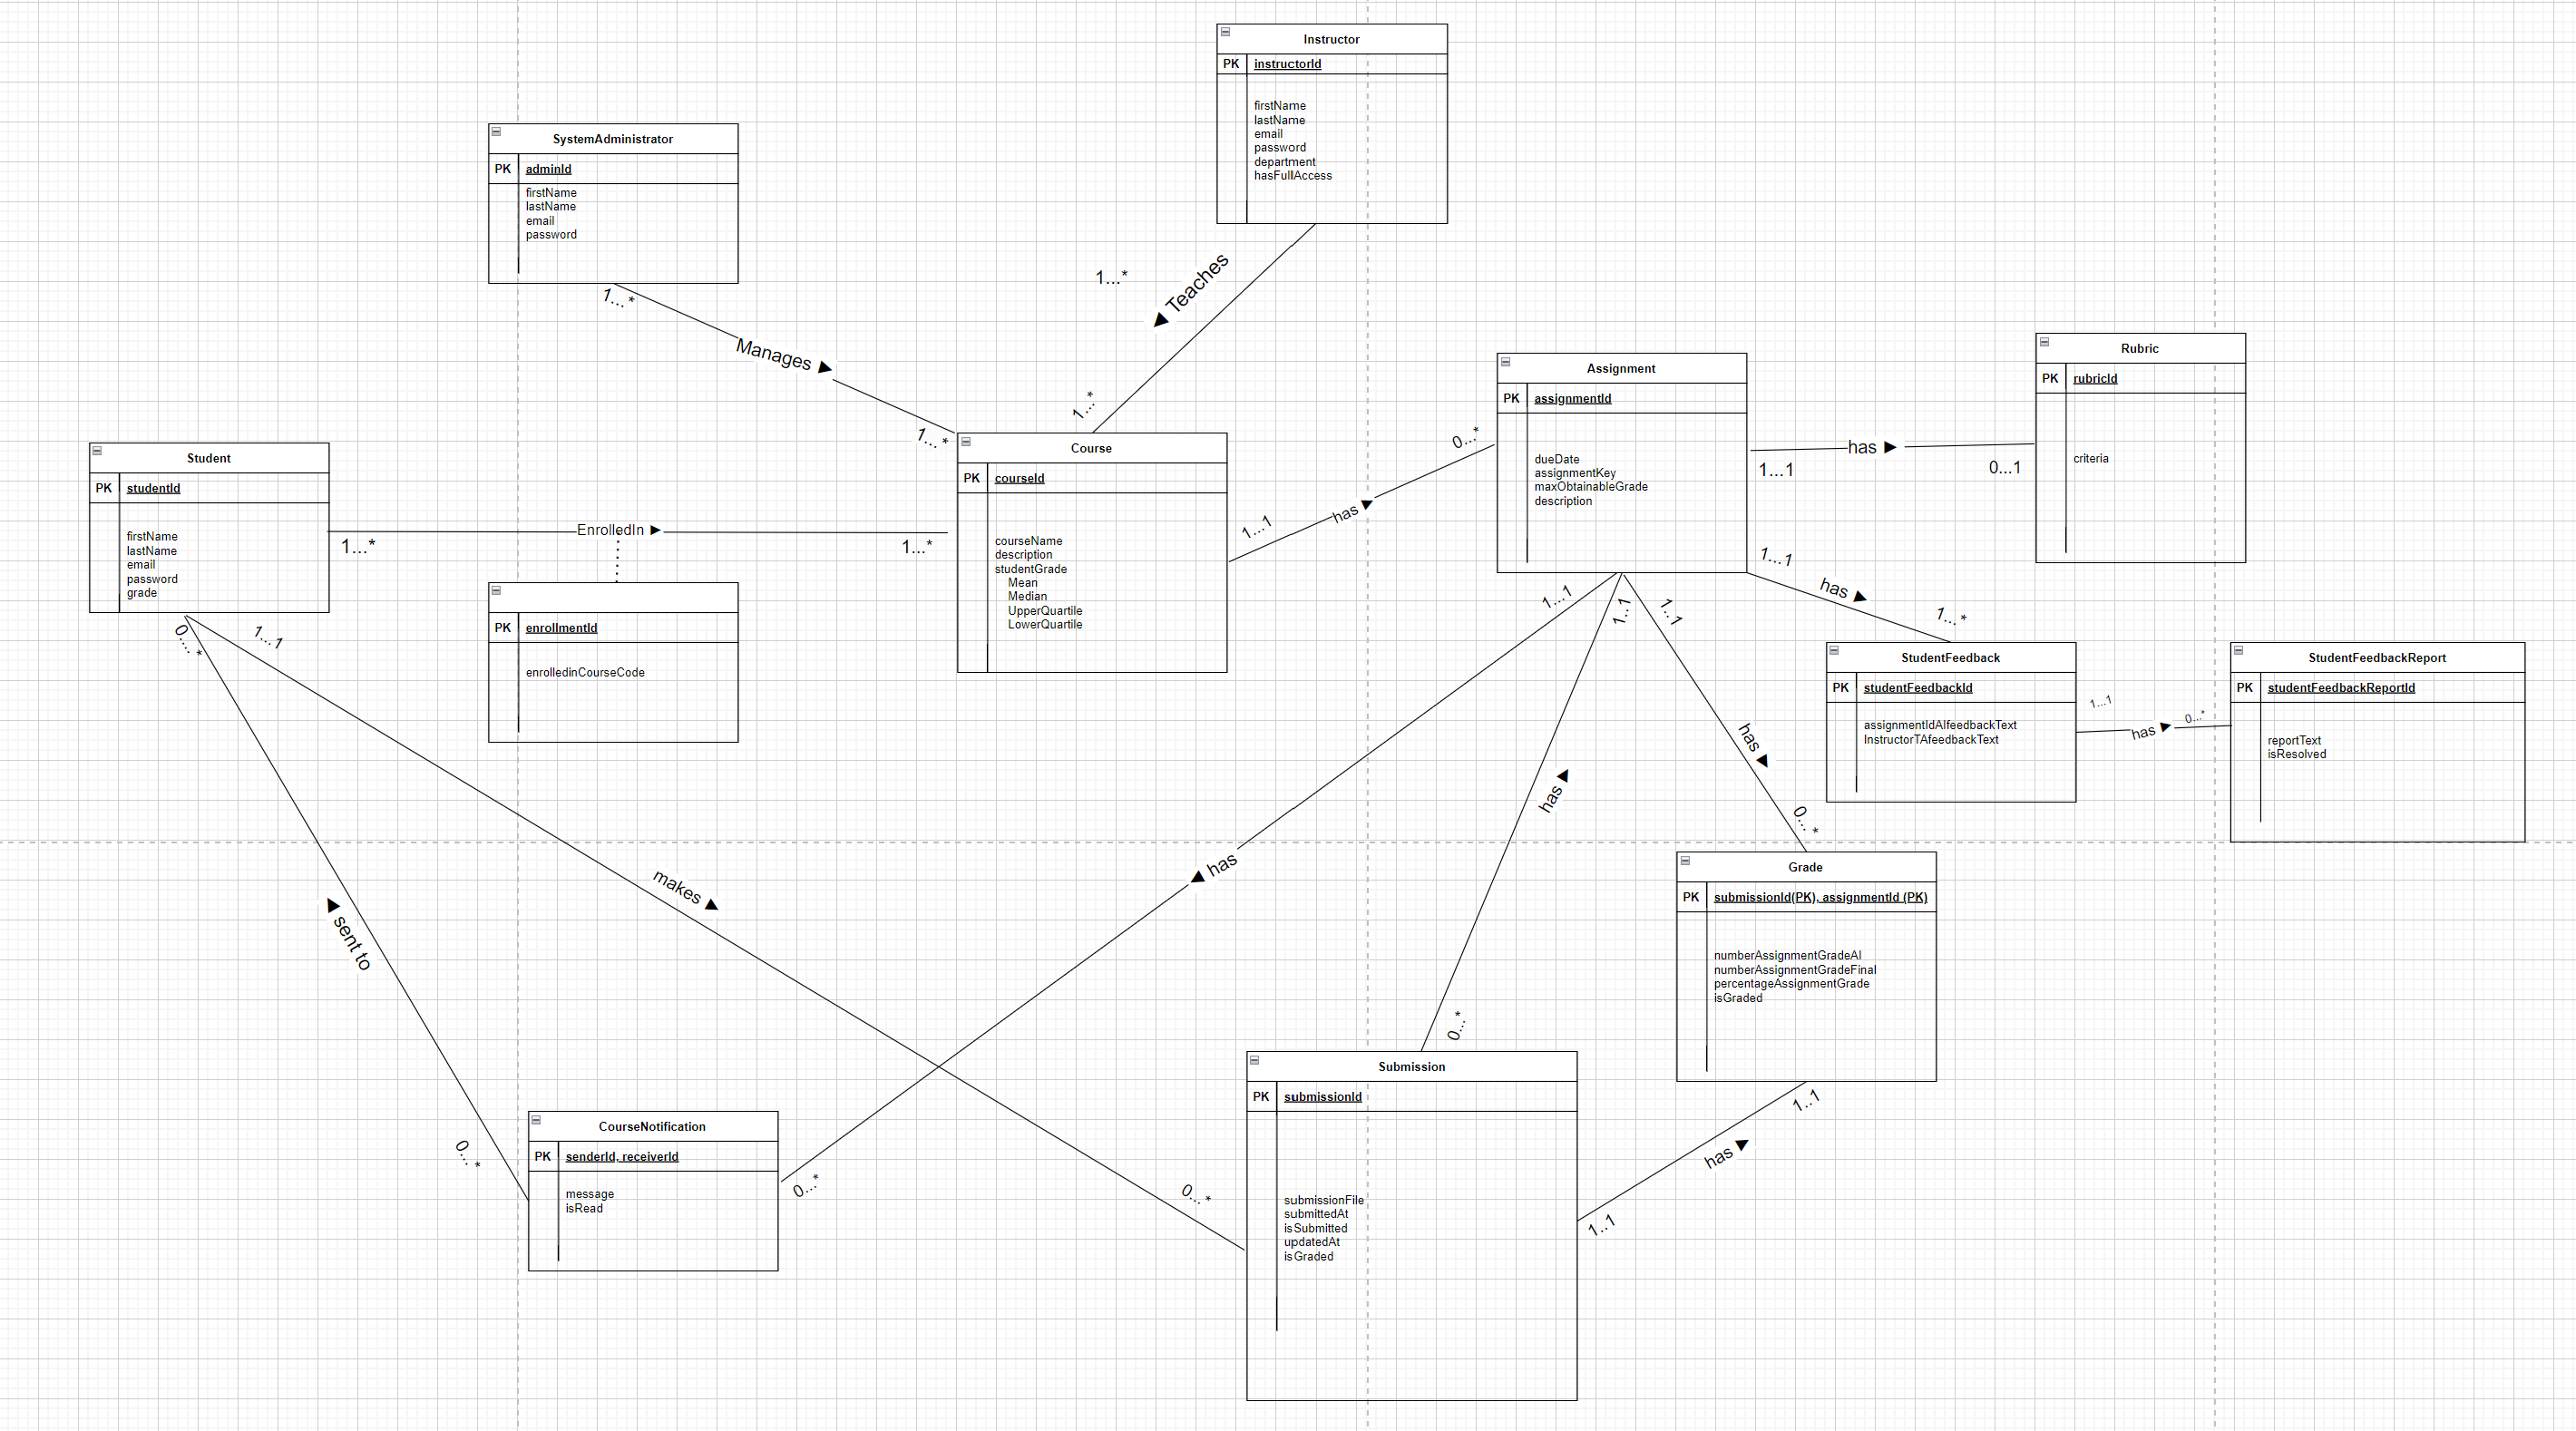 Instructor
PK instructorId
firstName
lastName
email
password
department
hasFullAccess
SystemAdministrator
PK adminId
firstName
lastName
email
password
1...*
Manages ►
1...*
1...*
◄ Teaches
1...*
Student
PK studentId
firstName
lastName
email
password
grade
1...*
EnrolledIn ►
1...*
PK enrollmentId
enrolledinCourseCode
Course
PK courseId
courseName
description
studentGrade
Mean
Median
UpperQuartile
LowerQuartile
1...1
has ►
0...*
Assignment
PK assignmentId
dueDate
assignmentKey
maxObtainableGrade
description
1...1
has ►
0...1
Rubric
PK rubricId
criteria
1...1
has ►
1...*
StudentFeedback
PK studentFeedbackId
assignmentIdAIfeedbackText
InstructorTAfeedbackText
1...1
has ►
0...*
StudentFeedbackReport
PK studentFeedbackReportId
reportText
isResolved
0...*
1...1
◄ sent to
0...*
makes ►
0...*
1...1
◄ has
0...*
1..1
has ►
0...*
1..1
has ►
0...*
Grade
PK submissionId(PK), assignmentId (PK)
numberAssignmentGradeAI
numberAssignmentGradeFinal
percentageAssignmentGrade
isGraded
1..1
has ►
1..1
CourseNotification
PK senderId, receiverId
message
isRead
Submission
PK submissionId
submissionFile
submittedAt
isSubmitted
updatedAt
isGraded